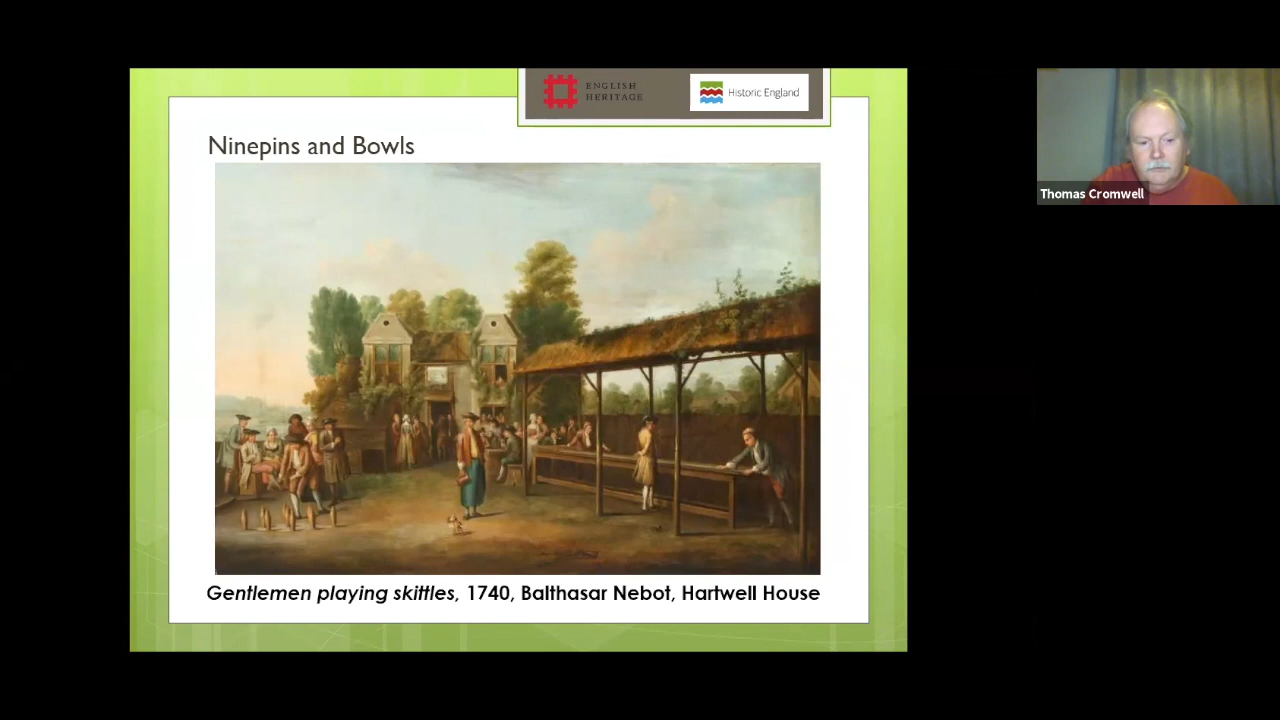 ENGLISH
HERITAGE
Historic England
Ninepins and Bowls
Gentlemen playing skittles, 1740, Balthasar Nebot, Hartwell House
Thomas Cromwell